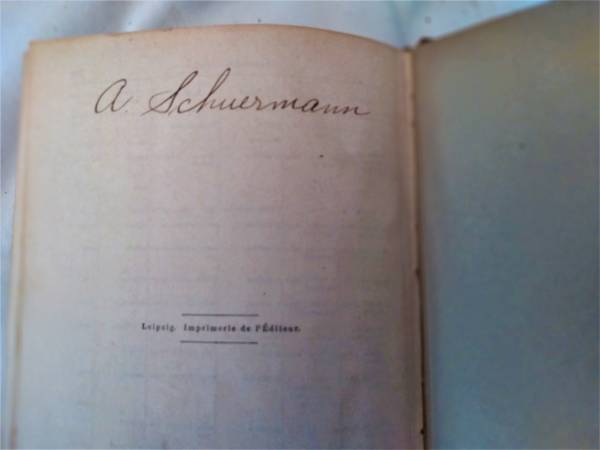 A. Schuermann
Leipzig. Imprimerie de l'Éditeur.